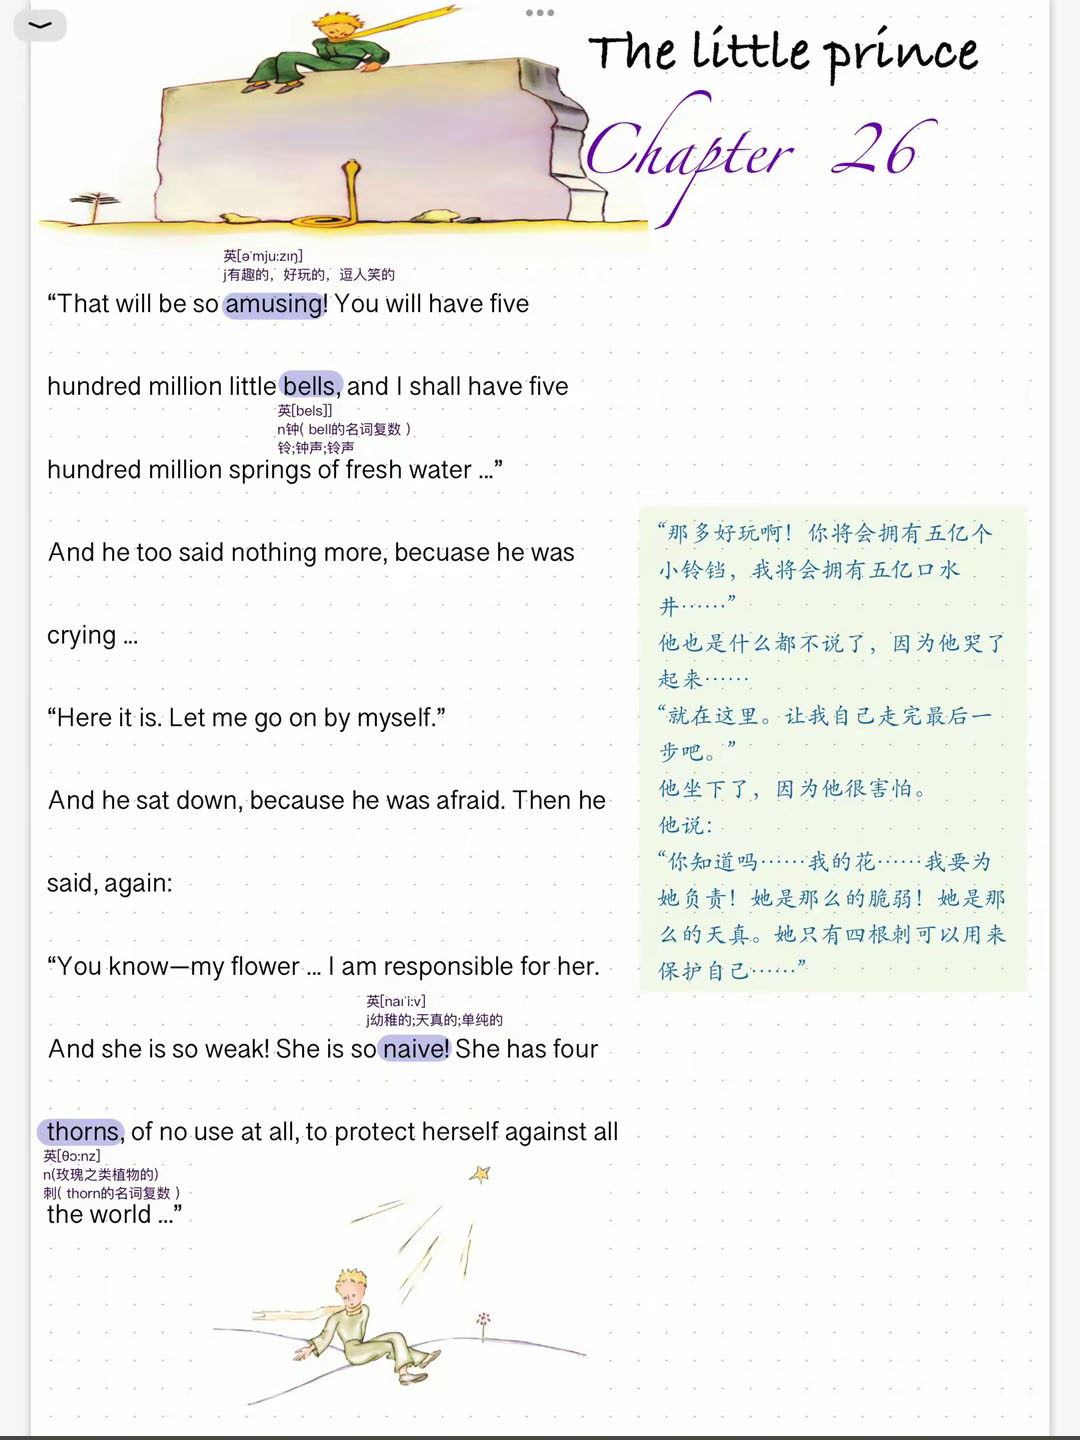 The little prince
Chapter 26
英[əˈmju:zɪŋ]
j有趣的，好玩的，逗人笑的
“That will be so amusing! You will have five
hundred million little bells, and I shall have five
英[bels]]
n钟( bell的名词复数 )
铃;钟声;铃声
hundred million springs of fresh water ...”
And he too said nothing more, becuase he was
crying ...
“Here it is. Let me go on by myself.”
And he sat down, because he was afraid. Then he
said, again:
“You know—my flower ... I am responsible for her.
英[naɪˈi:v]
j幼稚的;天真的;单纯的
And she is so weak! She is so naive! She has four
thorns, of no use at all, to protect herself against all
英[θɔ:nz]
n(玫瑰之类植物的)
刺( thorn的名词复数 )
the world ...”
“那多好玩啊！你将会拥有五亿个
小铃铛，我将会拥有五亿口水
井……”
他也是什么都不说了，因为他哭了
起来……
“就在这里。让我自己走完最后一
步吧。”
他坐下了，因为他很害怕。
他说：
“你知道吗……我的花……我要为
她负责！她是那么的脆弱！她是那
么的天真。她只有四根刺可以用来
保护自己……”